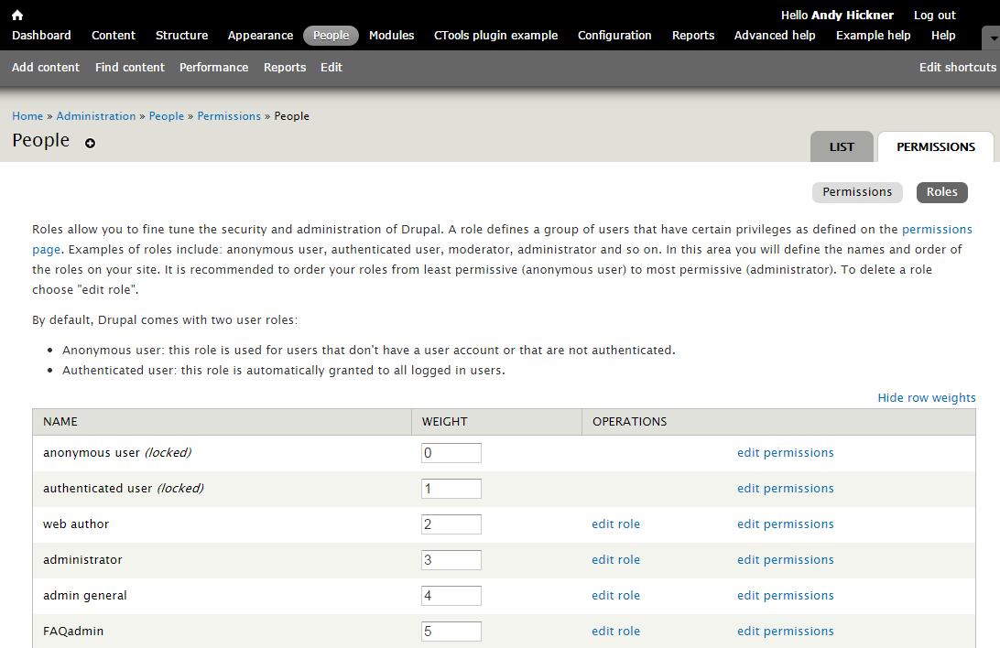 Hello Andy Hickner Log out
Dashboard Content Structure Appearance People Modules CTools plugin example Configuration Reports Advanced help Example help Help
Add content Find content Performance Reports Edit Edit shortcuts
Home » Administration » People » Permissions » People
People
LIST PERMISSIONS
Permissions Roles
Roles allow you to fine tune the security and administration of Drupal. A role defines a group of users that have certain privileges as defined on the permissions
page. Examples of roles include: anonymous user, authenticated user, moderator, administrator and so on. In this area you will define the names and order of
the roles on your site. It is recommended to order your roles from least permissive (anonymous user) to most permissive (administrator). To delete a role
choose "edit role".
By default, Drupal comes with two user roles:
• Anonymous user: this role is used for users that don't have a user account or that are not authenticated.
• Authenticated user: this role is automatically granted to all logged in users.
Hide row weights
NAME WEIGHT OPERATIONS
anonymous user (locked) 0 edit permissions
authenticated user (locked) 1 edit permissions
web author 2 edit role edit permissions
administrator 3 edit role edit permissions
admin general 4 edit role edit permissions
FAQadmin 5 edit role edit permissions